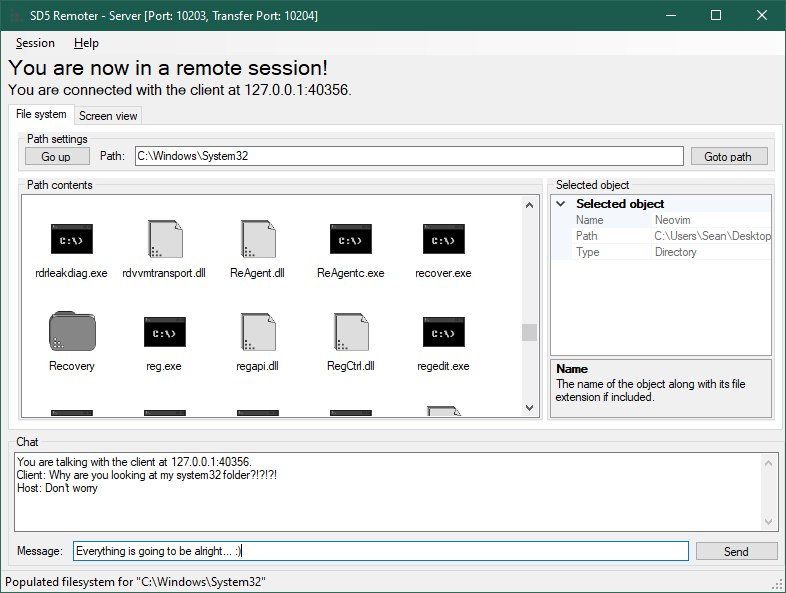 SD5 Remoter - Server [Port: 10203, Transfer Port: 10204]
Session Help
You are now in a remote session!
You are connected with the client at 127.0.0.1:40356.
File system Screen view
Path settings
Go up Path: C:\Windows\System32 Goto path
Path contents
C:\> C:\> C:\>
rdrleakdiag.exe rdvvmtransport.dll ReAgent.dll ReAgentc.exe recover.exe
C:\> C:\>
Recovery reg.exe regapi.dll RegCtrl.dll regedit.exe
Selected object
Selected object
Name Neovim
Path C:\Users\Sean\Desktop
Type Directory
Name
The name of the object along with its file
extension if included.
Chat
You are talking with the client at 127.0.0.1:40356.
Client: Why are you looking at my system32 folder?!?!?!
Host: Don't worry
Message: Everything is going to be alright... :) Send
Populated filesystem for "C:\Windows\System32"